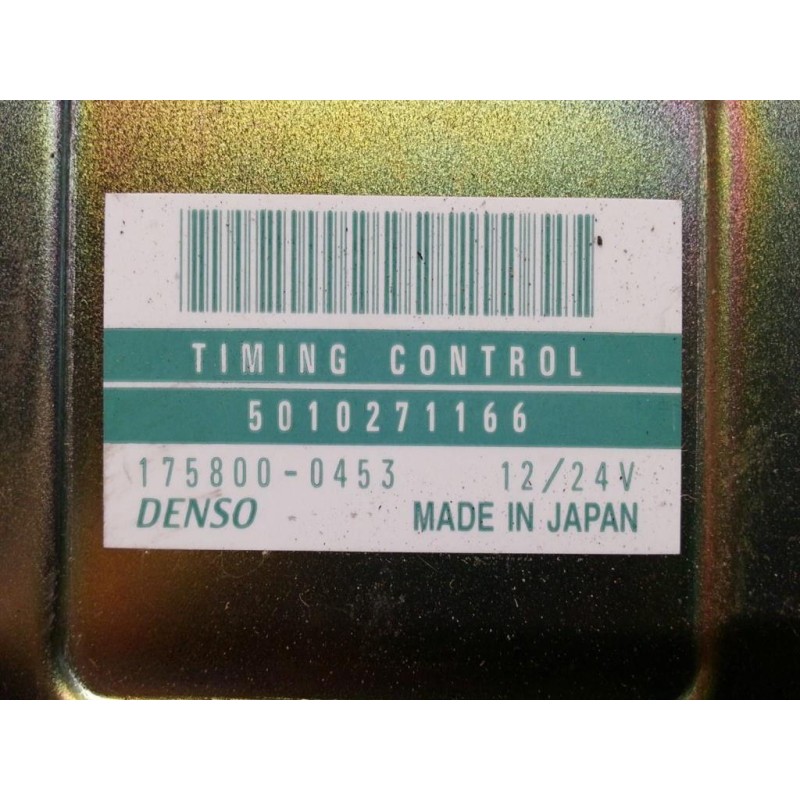 TIMING CONTROL
5010271166
175800-0453 12/24V
DENSO MADE IN JAPAN